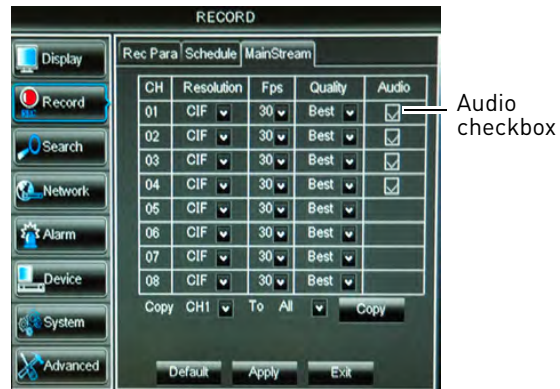 RECORD
Display
Record
REC
Search
Network
Alarm
Device
System
Advanced
Rec Para Schedule MainStream
CH Resolution Fps Quality Audio
01 CIF 30 Best
02 CIF 30 Best
03 CIF 30 Best
04 CIF 30 Best
05 CIF 30 Best
06 CIF 30 Best
07 CIF 30 Best
08 CIF 30 Best
Copy CH1 To All Copy
Default Apply Exit
Audio
checkbox